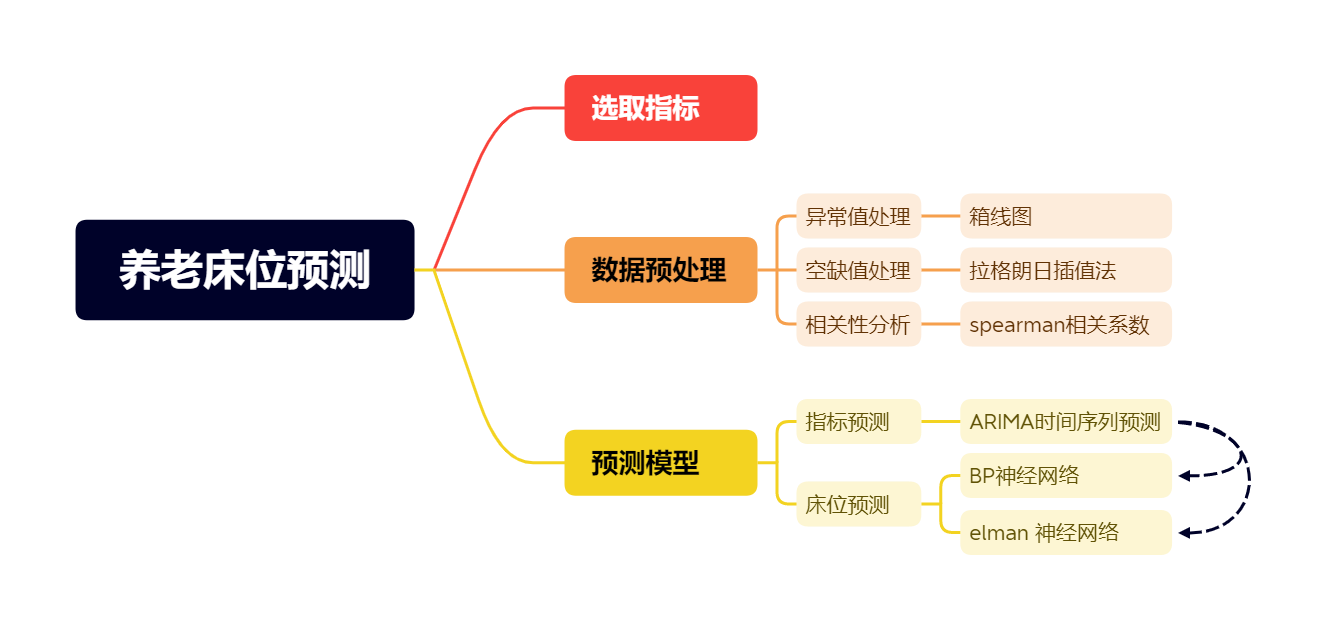 养老床位预测
选取指标
数据预处理
异常值处理
箱线图
空缺值处理
拉格朗日插值法
相关性分析
spearman相关系数
预测模型
指标预测
ARIMA时间序列预测
床位预测
BP神经网络
elman 神经网络